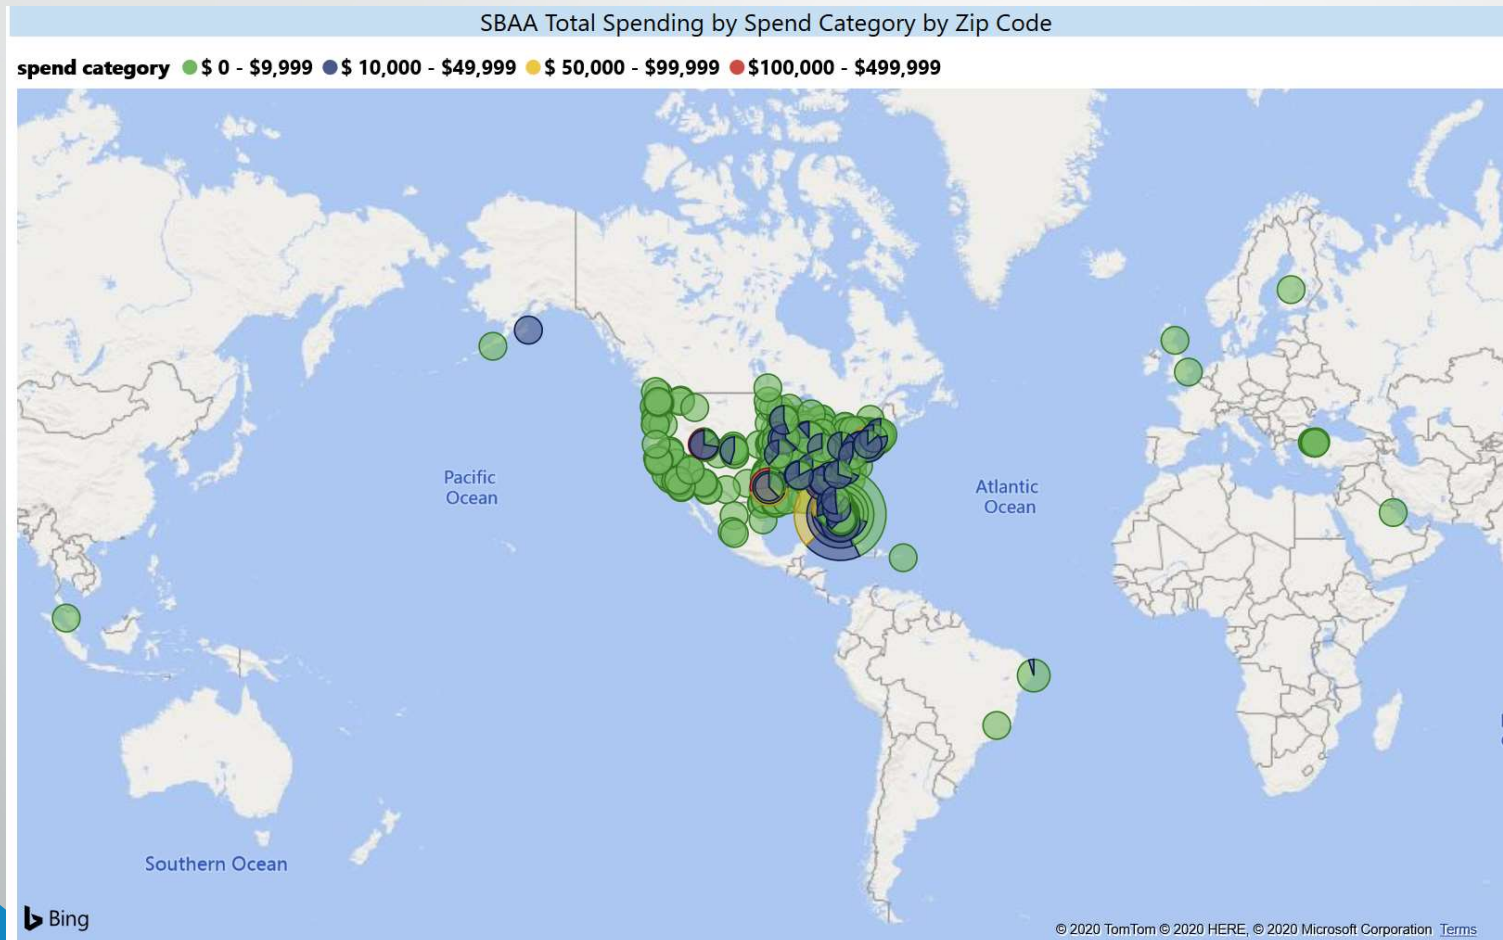 SBAA Total Spending by Spend Category by Zip Code
spend category $ 0 - $9,999 $ 10,000 - $49,999 $ 50,000 - $99,999 $100,000 - $499,999
Pacific
Ocean
Atlantic
Ocean
Southern Ocean
Bing
© 2020 TomTom © 2020 HERE, © 2020 Microsoft Corporation Terms